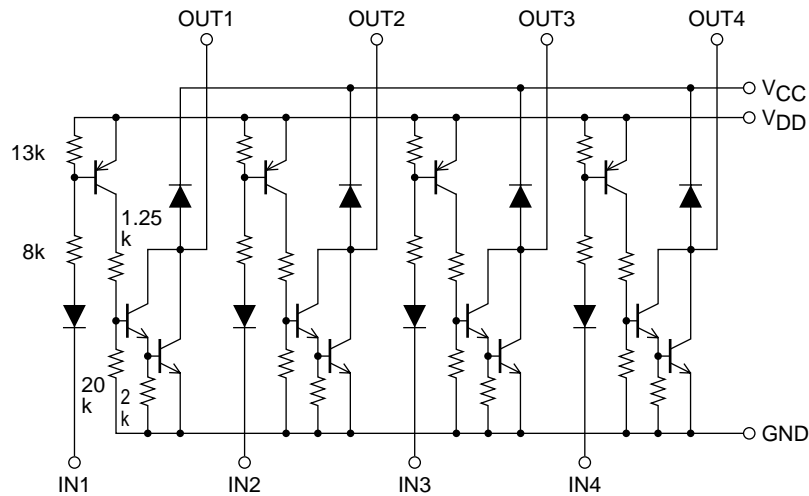 OUT1 OUT2 OUT3 OUT4
VCC
VDD
13k
1.25
k
8k
20
k
2
k
GND
IN1 IN2 IN3 IN4